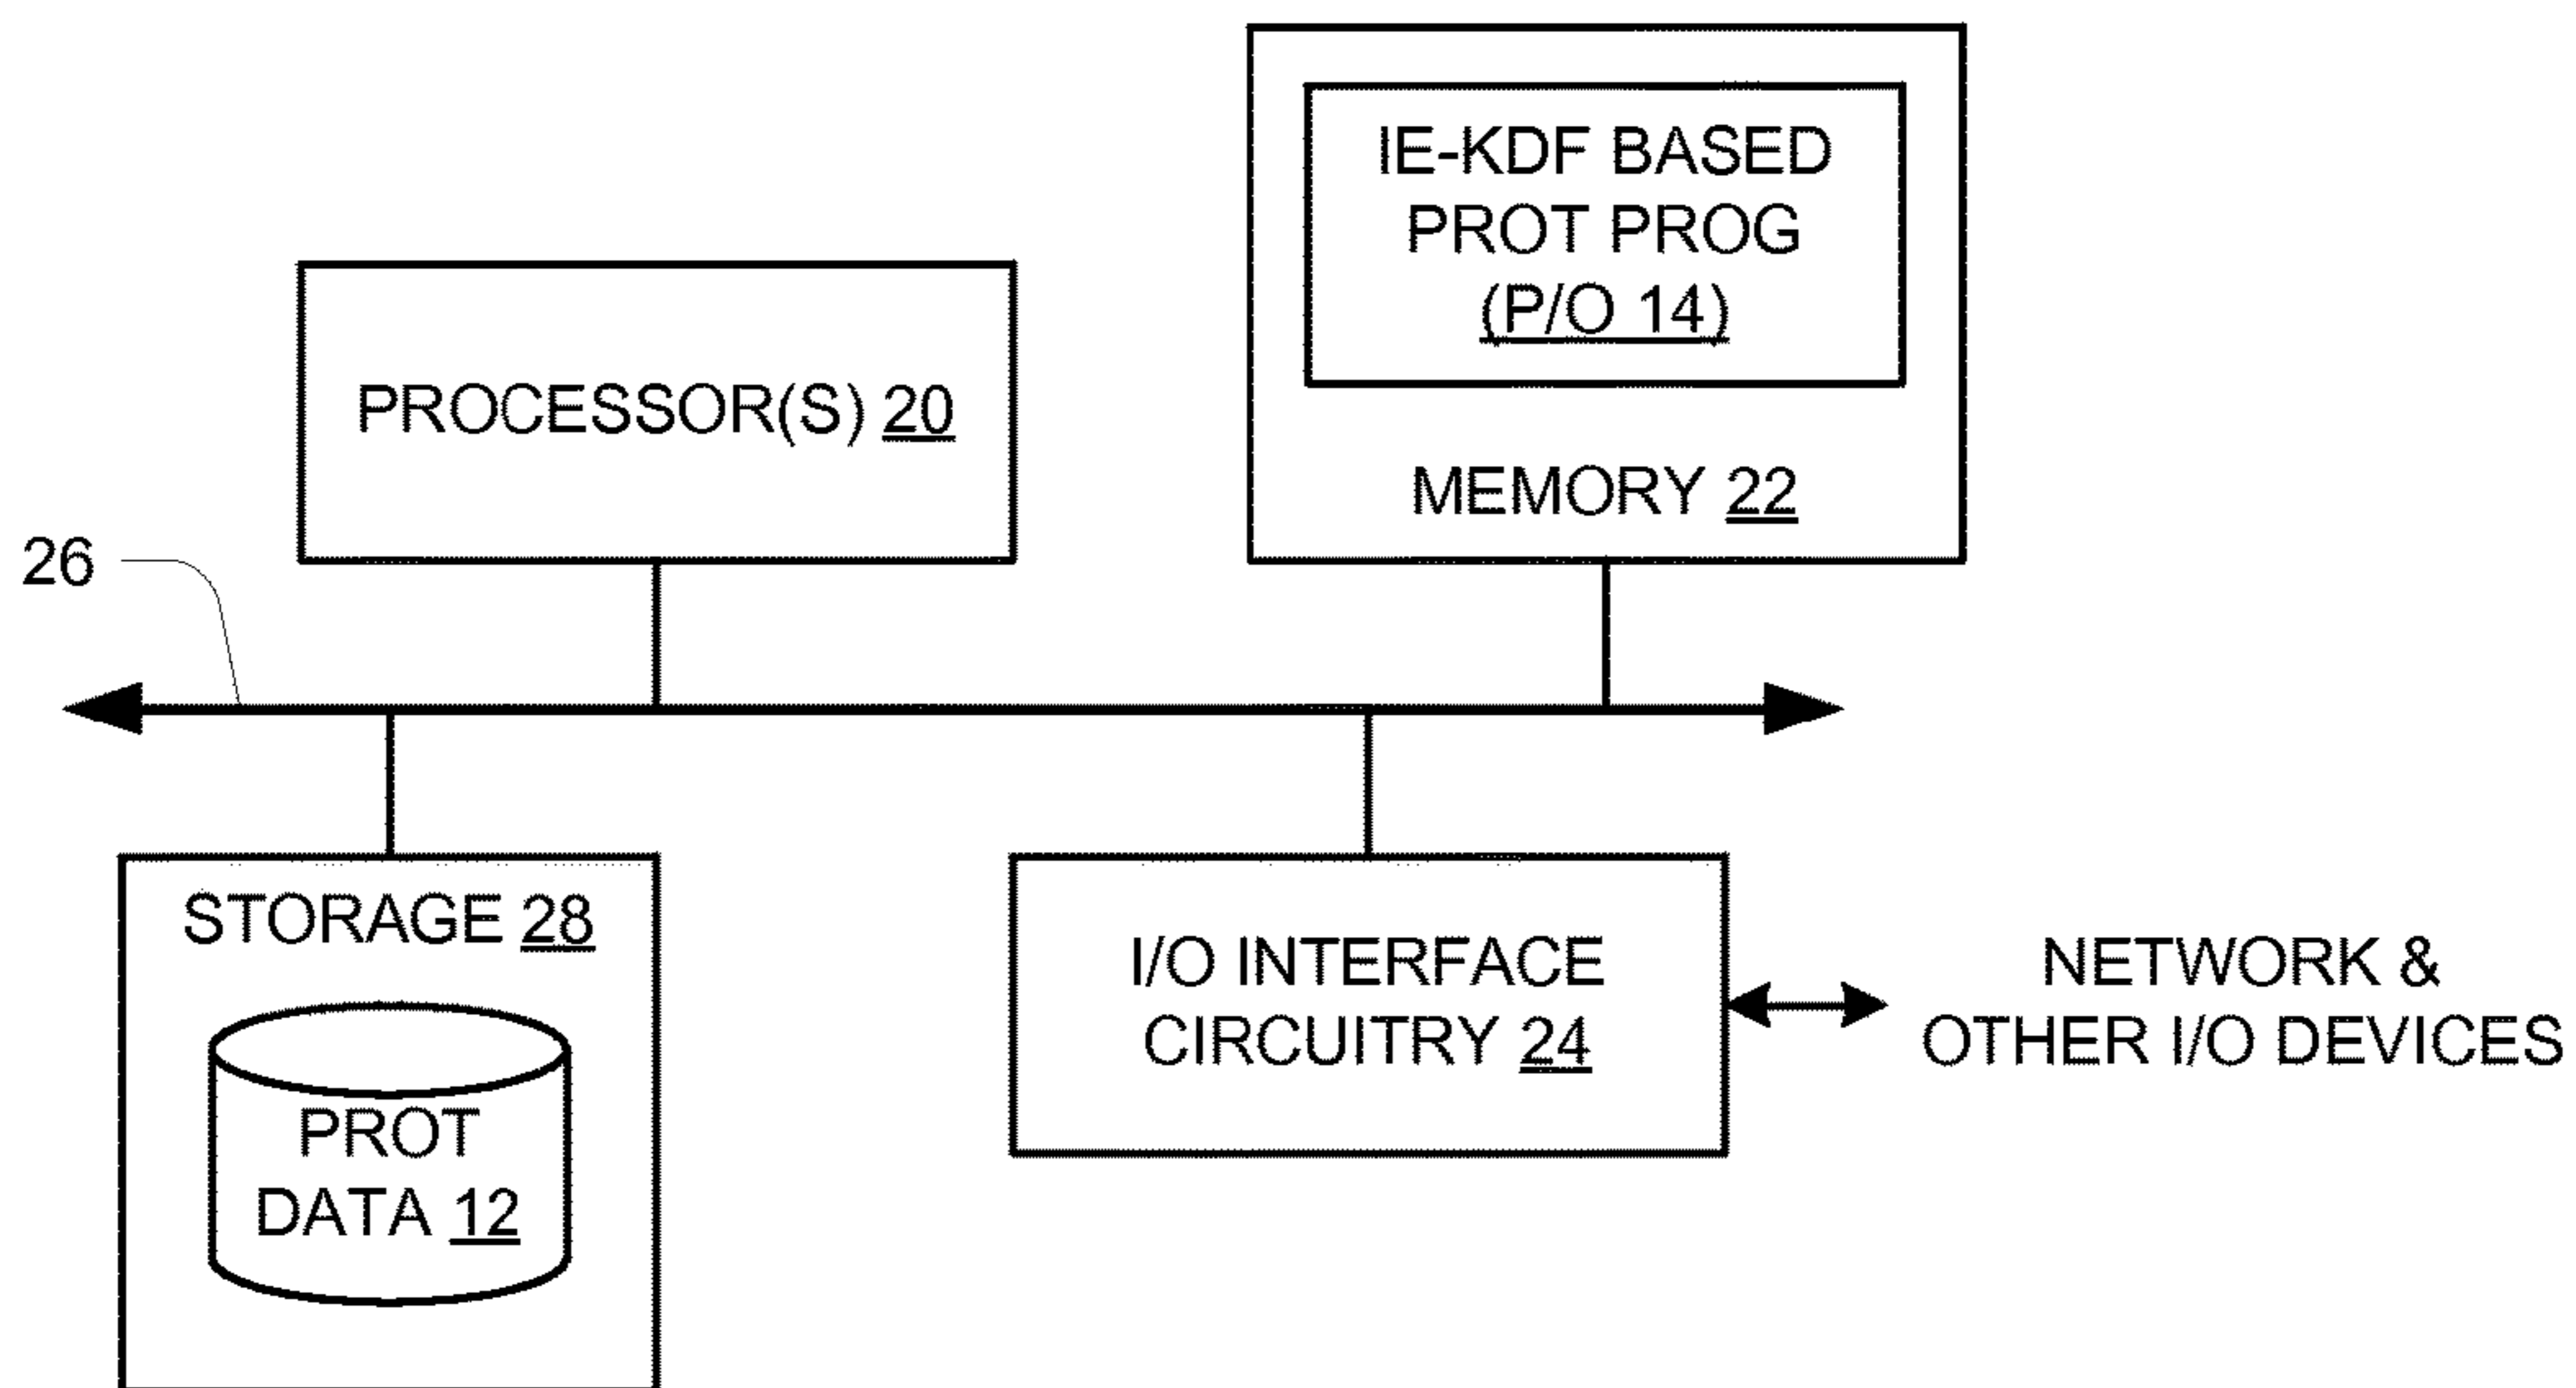 IE-KDF BASED
PROT PROG
(P/O 14)
PROCESSOR(S) 20
MEMORY 22
26
STORAGE 28
PROT
DATA 12
I/O INTERFACE
CIRCUITRY 24
NETWORK &
OTHER I/O DEVICES